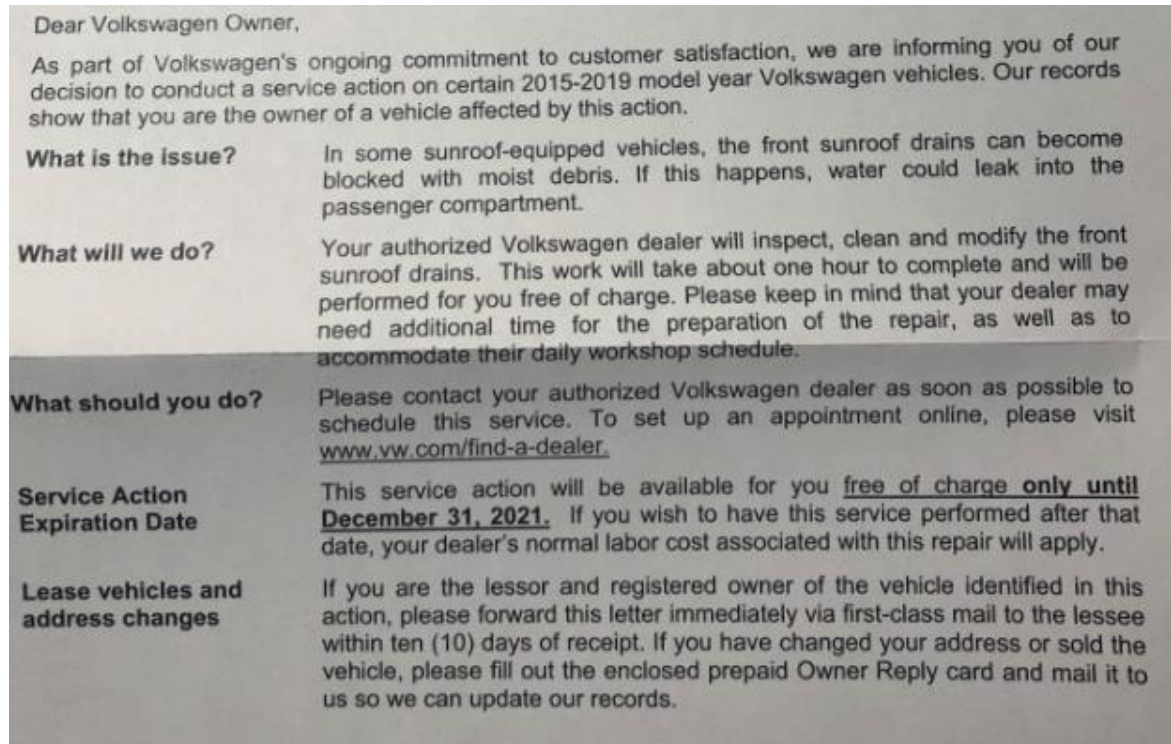 Dear Volkswagen Owner,
As part of Volkswagen's ongoing commitment to customer satisfaction, we are informing you of our
decision to conduct a service action on certain 2015-2019 model year Volkswagen vehicles. Our records
show that you are the owner of a vehicle affected by this action.
What is the issue?
In some sunroof-equipped vehicles, the front sunroof drains can become
blocked with moist debris. If this happens, water could leak into the
passenger compartment.
What will we do?
Your authorized Volkswagen dealer will inspect, clean and modify the front
sunroof drains. This work will take about one hour to complete and will be
performed for you free of charge. Please keep in mind that your dealer may
need additional time for the preparation of the repair, as well as to
accommodate their daily workshop schedule.
What should you do?
Please contact your authorized Volkswagen dealer as soon as possible to
schedule this service. To set up an appointment online, please visit
www.vw.com/find-a-dealer.
Service Action
Expiration Date
This service action will be available for you free of charge only until
December 31, 2021. If you wish to have this service performed after that
date, your dealer's normal labor cost associated with this repair will apply.
Lease vehicles and
address changes
If you are the lessor and registered owner of the vehicle identified in this
action, please forward this letter immediately via first-class mail to the lessee
within ten (10) days of receipt. If you have changed your address or sold the
vehicle, please fill out the enclosed prepaid Owner Reply card and mail it to
us so we can update our records.